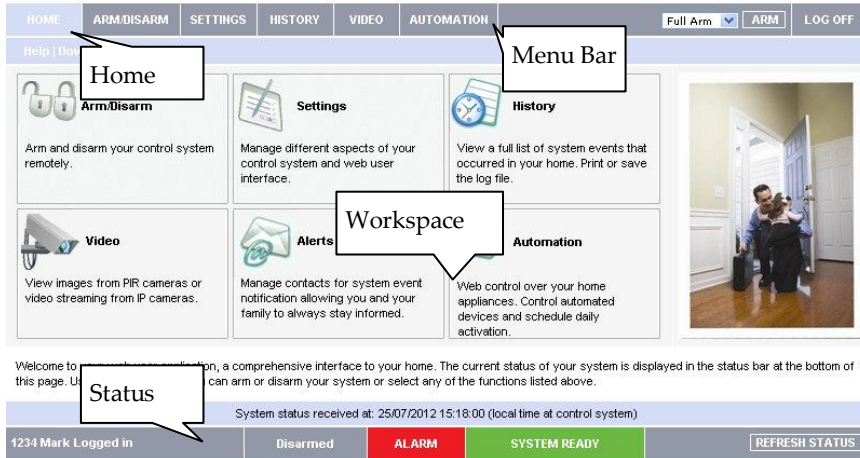 HOME ARM/DISARM SETTINGS HISTORY VIDEO AUTOMATION Full Arm ARM LOG OFF
Help |
Home
Menu Bar
Arm/Disarm
Arm and disarm your control system
remotely.
Settings
Manage different aspects of your
control system and web user
interface.
History
View a full list of system events that
occurred in your home. Print or save
the log file.
Workspace
Video
View images from PIR cameras or
video streaming from IP cameras.
Alerts
Manage contacts for system event
notification allowing you and your
family to always stay informed.
Automation
Web control over your home
appliances. Control automated
devices and schedule daily
activation.
Welcome to your web user application, a comprehensive interface to your home. The current status of your system is displayed in the status bar at the bottom of
this page. can arm or disarm your system or select any of the functions listed above.
Status
System status received at: 25/07/2012 15:18:00 (local time at control system)
1234 Mark Logged in Disarmed ALARM SYSTEM READY REFRESH STATUS